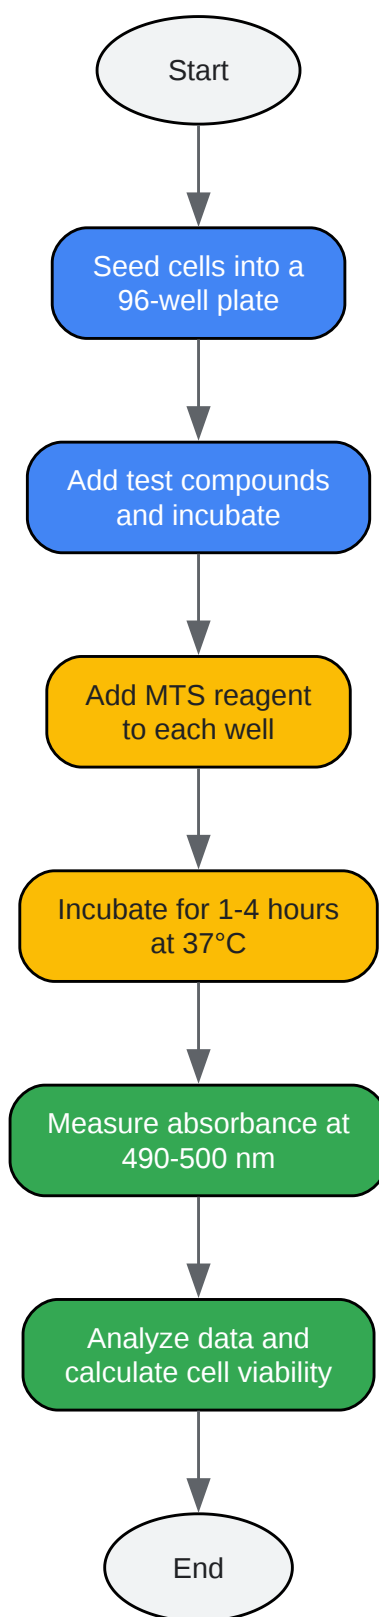 Start
Seed cells into a
96-well plate
Add test compounds
and incubate
Add MTS reagent
to each well
Incubate for 1-4 hours
at 37°C
Measure absorbance at
490-500 nm
Analyze data and
calculate cell viability
End